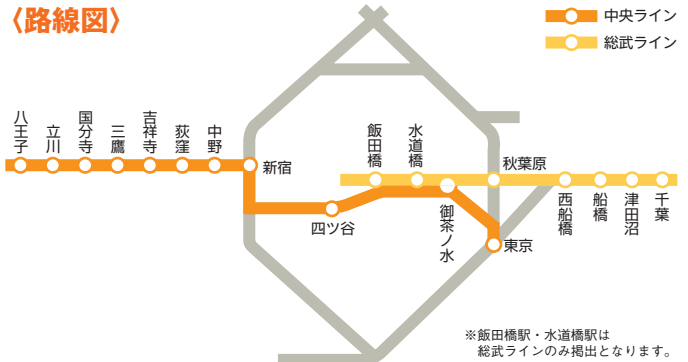 〈路線図〉
中央ライン
総武ライン
八王子
立川
国分寺
三鷹
吉祥寺
荻窪
中野
新宿
四ツ谷
飯田橋
水道橋
御茶ノ水
秋葉原
東京
西船橋
船橋
津田沼
千葉
※飯田橋駅・水道橋駅は
総武ラインのみ掲出となります。